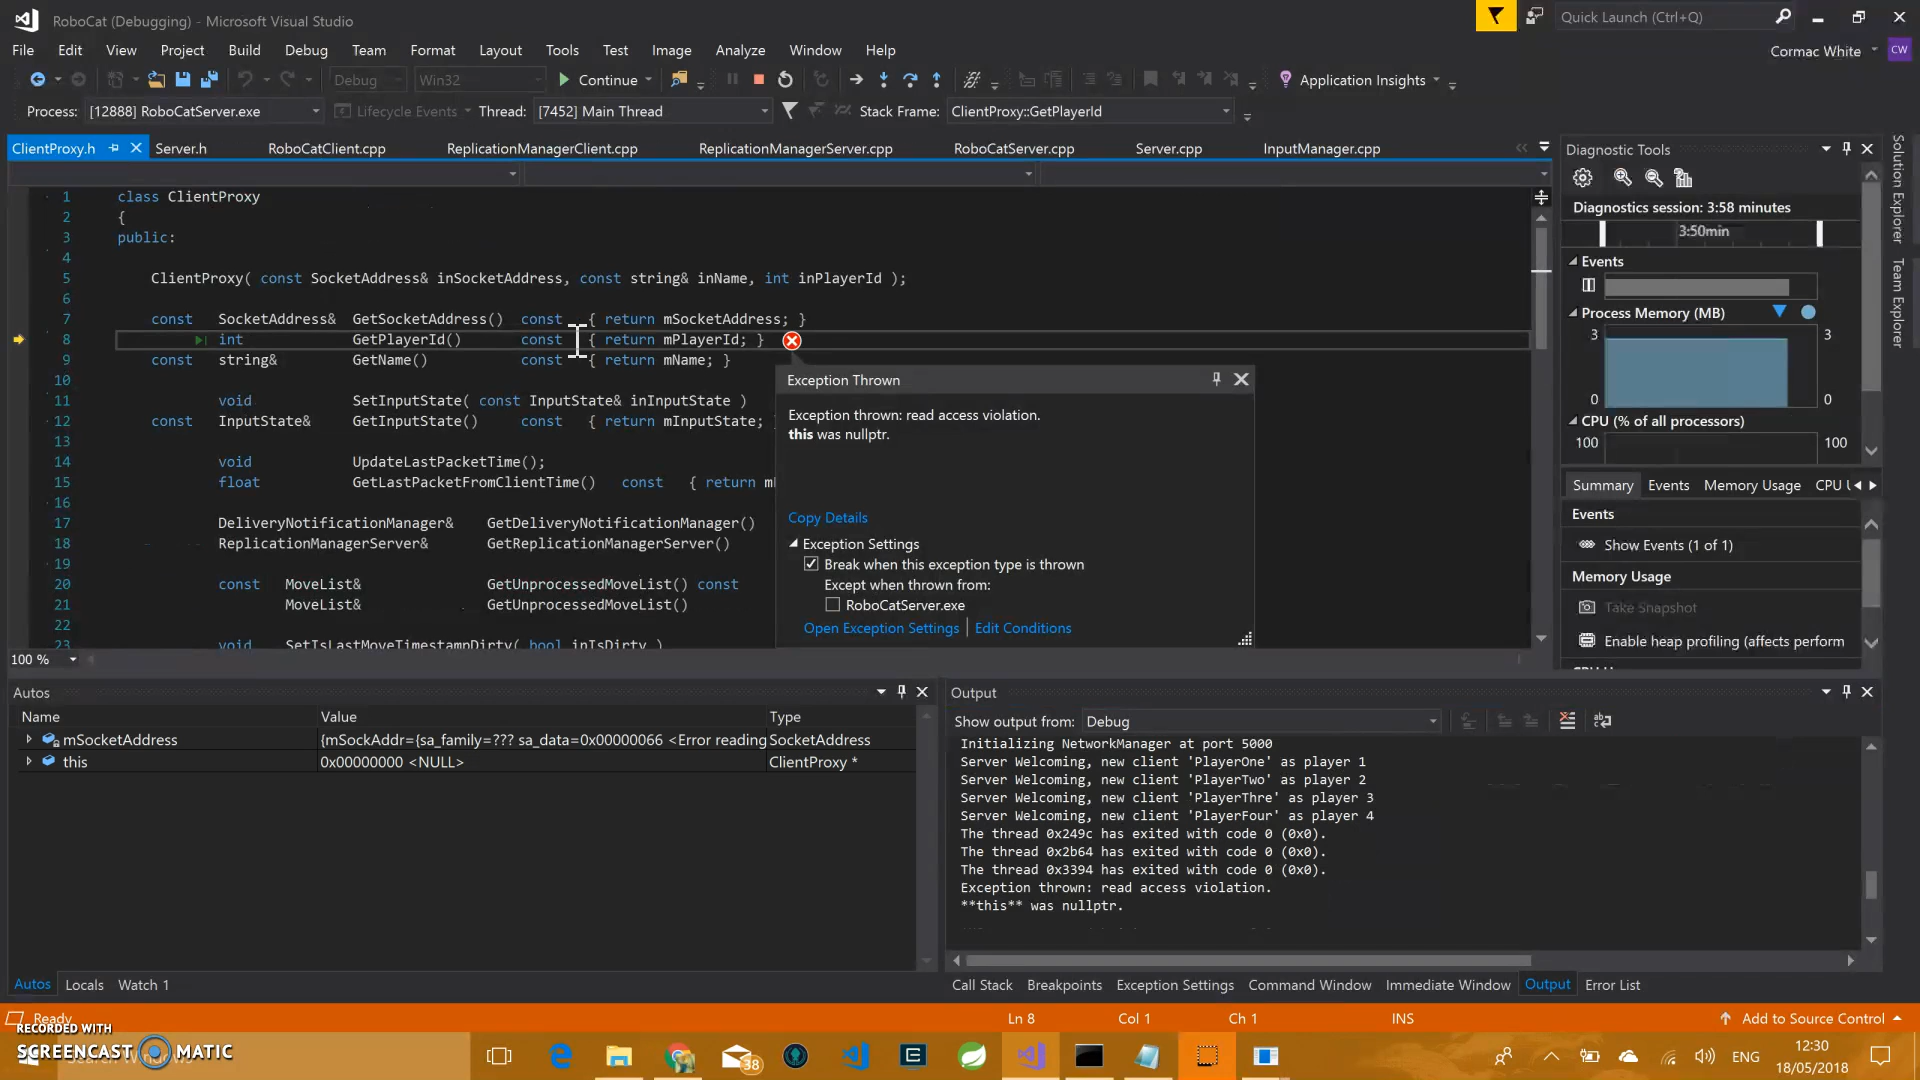 RoboCat (Debugging) - Microsoft Visual Studio
Quick Launch (Ctrl+Q)
File Edit View Project Build Debug Team Format Layout Tools Test Image Analyze Window Help
Cormac White CW
Debug Win32 Continue Application Insights
Process: [12888] RoboCatServer.exe Lifecycle Events Thread: [7452] Main Thread Stack Frame: ClientProxy::GetPlayerId
ClientProxy.h Server.h RoboCatClient.cpp ReplicationManagerClient.cpp ReplicationManagerServer.cpp RoboCatServer.cpp Server.cpp InputManager.cpp
1 class ClientProxy
2 {
3 public:
4
5 ClientProxy( const SocketAddress& inSocketAddress, const string& inName, int inPlayerId );
6
7 const SocketAddress& GetSocketAddress() const { return mSocketAddress; }
8 int GetPlayerId() const { return mPlayerId; }
9 const string& GetName() const { return mName; }
10
11 void SetInputState( const InputState& inInputState )
12 const InputState& GetInputState() const { return mInputState; }
13
14 void UpdateLastPacketTime();
15 float GetLastPacketFromClientTime() const { return
16
17 DeliveryNotificationManager& GetDeliveryNotificationManager()
18 ReplicationManagerServer& GetReplicationManagerServer()
19
20 const MoveList& GetUnprocessedMoveList() const
21 MoveList& GetUnprocessedMoveList()
22
23 void SetIsLastMoveTimestampDirty( bool inIsDirty )
100 %
Exception Thrown
Exception thrown: read access violation.
this was nullptr.
Copy Details
Exception Settings
Break when this exception type is thrown
Except when thrown from:
RoboCatServer.exe
Open Exception Settings | Edit Conditions
Diagnostic Tools
Diagnostics session: 3:58 minutes
3:50min
Events
Process Memory (MB)
3 3
0 0
CPU (% of all processors)
100 100
Summary Events Memory Usage CPU
Events
Show Events (1 of 1)
Memory Usage
Take Snapshot
Enable heap profiling (affects perform
Solution Explorer
Team Explorer
Autos
Name Value Type
mSocketAddress {mSockAddr={sa_family=??? sa_data=0x00000066 <Error reading SocketAddress
this 0x00000000 <NULL> ClientProxy *
Autos Locals Watch 1
Output
Show output from: Debug
Initializing NetworkManager at port 5000
Server Welcoming, new client 'PlayerOne' as player 1
Server Welcoming, new client 'PlayerTwo' as player 2
Server Welcoming, new client 'PlayerThre' as player 3
Server Welcoming, new client 'PlayerFour' as player 4
The thread 0x249c has exited with code 0 (0x0).
The thread 0x2b64 has exited with code 0 (0x0).
The thread 0x3394 has exited with code 0 (0x0).
Exception thrown: read access violation.
**this** was nullptr.
Call Stack Breakpoints Exception Settings Command Window Immediate Window Output Error List
Ready Ln 8 Col 1 Ch 1 INS Add to Source Control
RECORDED WITH
SCREENCAST MATIC
38
ENG
12:30
18/05/2018